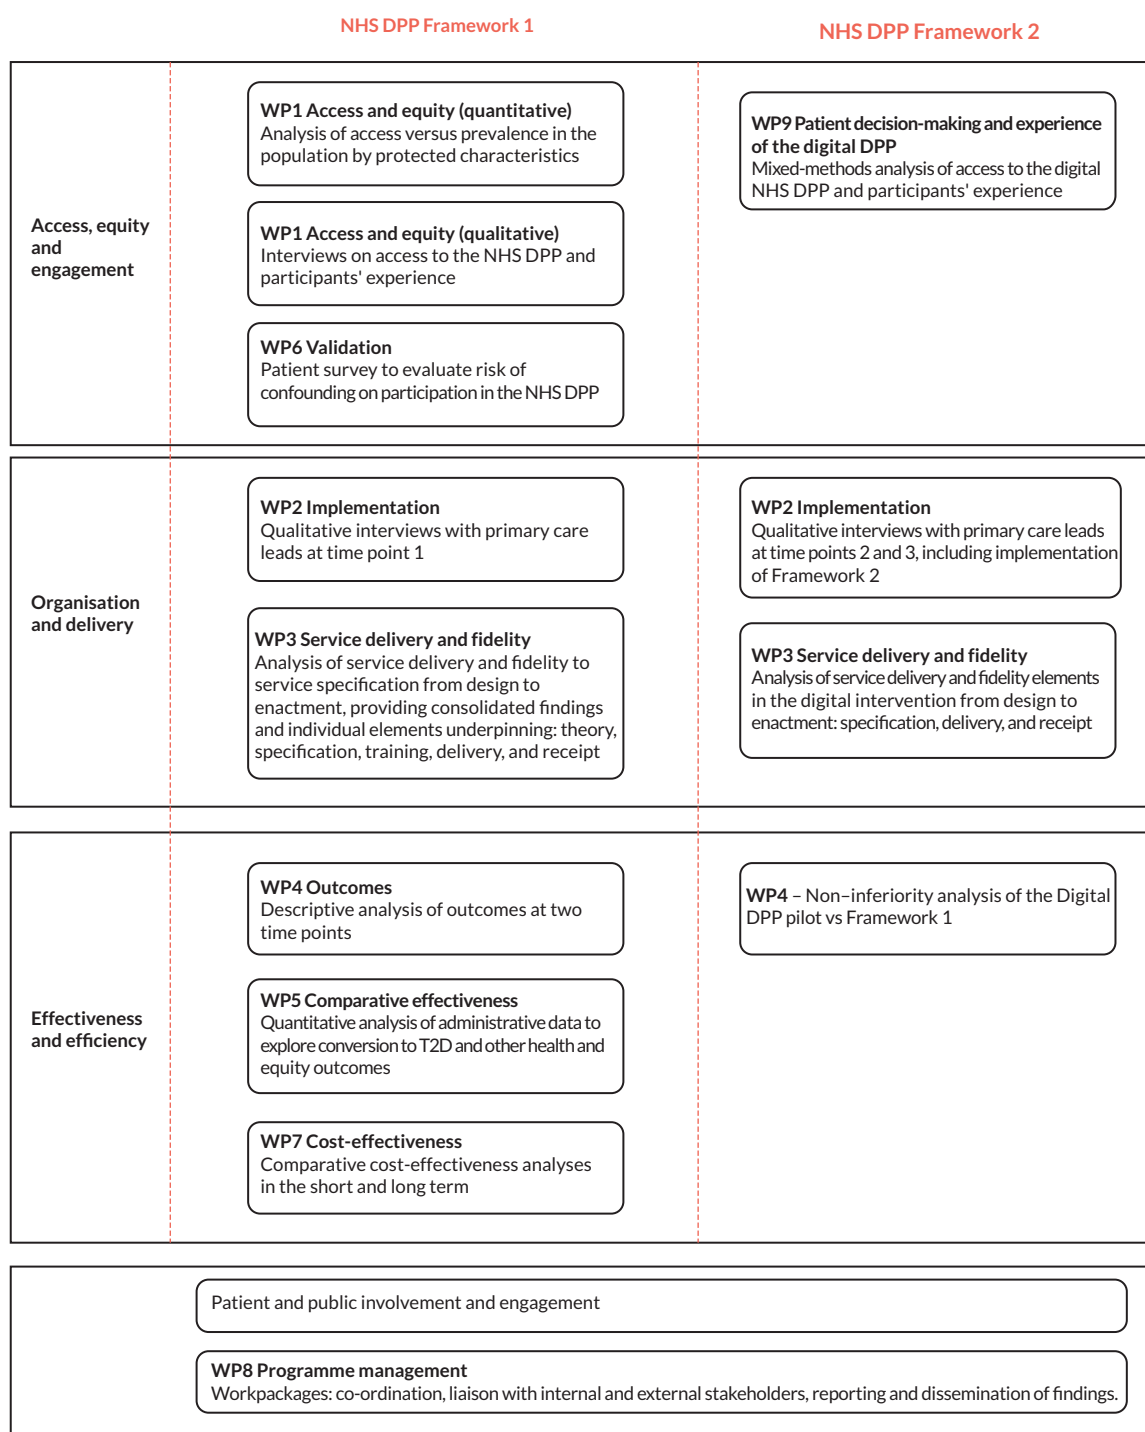 NHS DPP Framework 1
NHS DPP Framework 2
Access, equity
and
engagement
WP1 Access and equity (quantitative)
Analysis of access versus prevalence in the
population by protected characteristics
WP1 Access and equity (qualitative)
Interviews on access to the NHS DPP and
participants' experience
WP6 Validation
Patient survey to evaluate risk of
confounding on participation in the NHS DPP
WP9 Patient decision-making and experience
of the digital DPP
Mixed-methods analysis of access to the digital
NHS DPP and participants' experience
Organisation
and delivery
WP2 Implementation
Qualitative interviews with primary care
leads at time point 1
WP3 Service delivery and fidelity
Analysis of service delivery and fidelity to
service specification from design to
enactment, providing consolidated findings
and individual elements underpinning: theory,
specification, training, delivery, and receipt
WP2 Implementation
Qualitative interviews with primary care leads
at time points 2 and 3, including implementation
of Framework 2
WP3 Service delivery and fidelity
Analysis of service delivery and fidelity elements
in the digital intervention from design to
enactment: specification, delivery, and receipt
Effectiveness
and efficiency
WP4 Outcomes
Descriptive analysis of outcomes at two
time points
WP5 Comparative effectiveness
Quantitative analysis of administrative data to
explore conversion to T2D and other health and
equity outcomes
WP7 Cost-effectiveness
Comparative cost-effectiveness analyses
in the short and long term
WP4 – Non–inferiority analysis of the Digital
DPP pilot vs Framework 1
Patient and public involvement and engagement
WP8 Programme management
Workpackages: co-ordination, liaison with internal and external stakeholders, reporting and dissemination of findings.